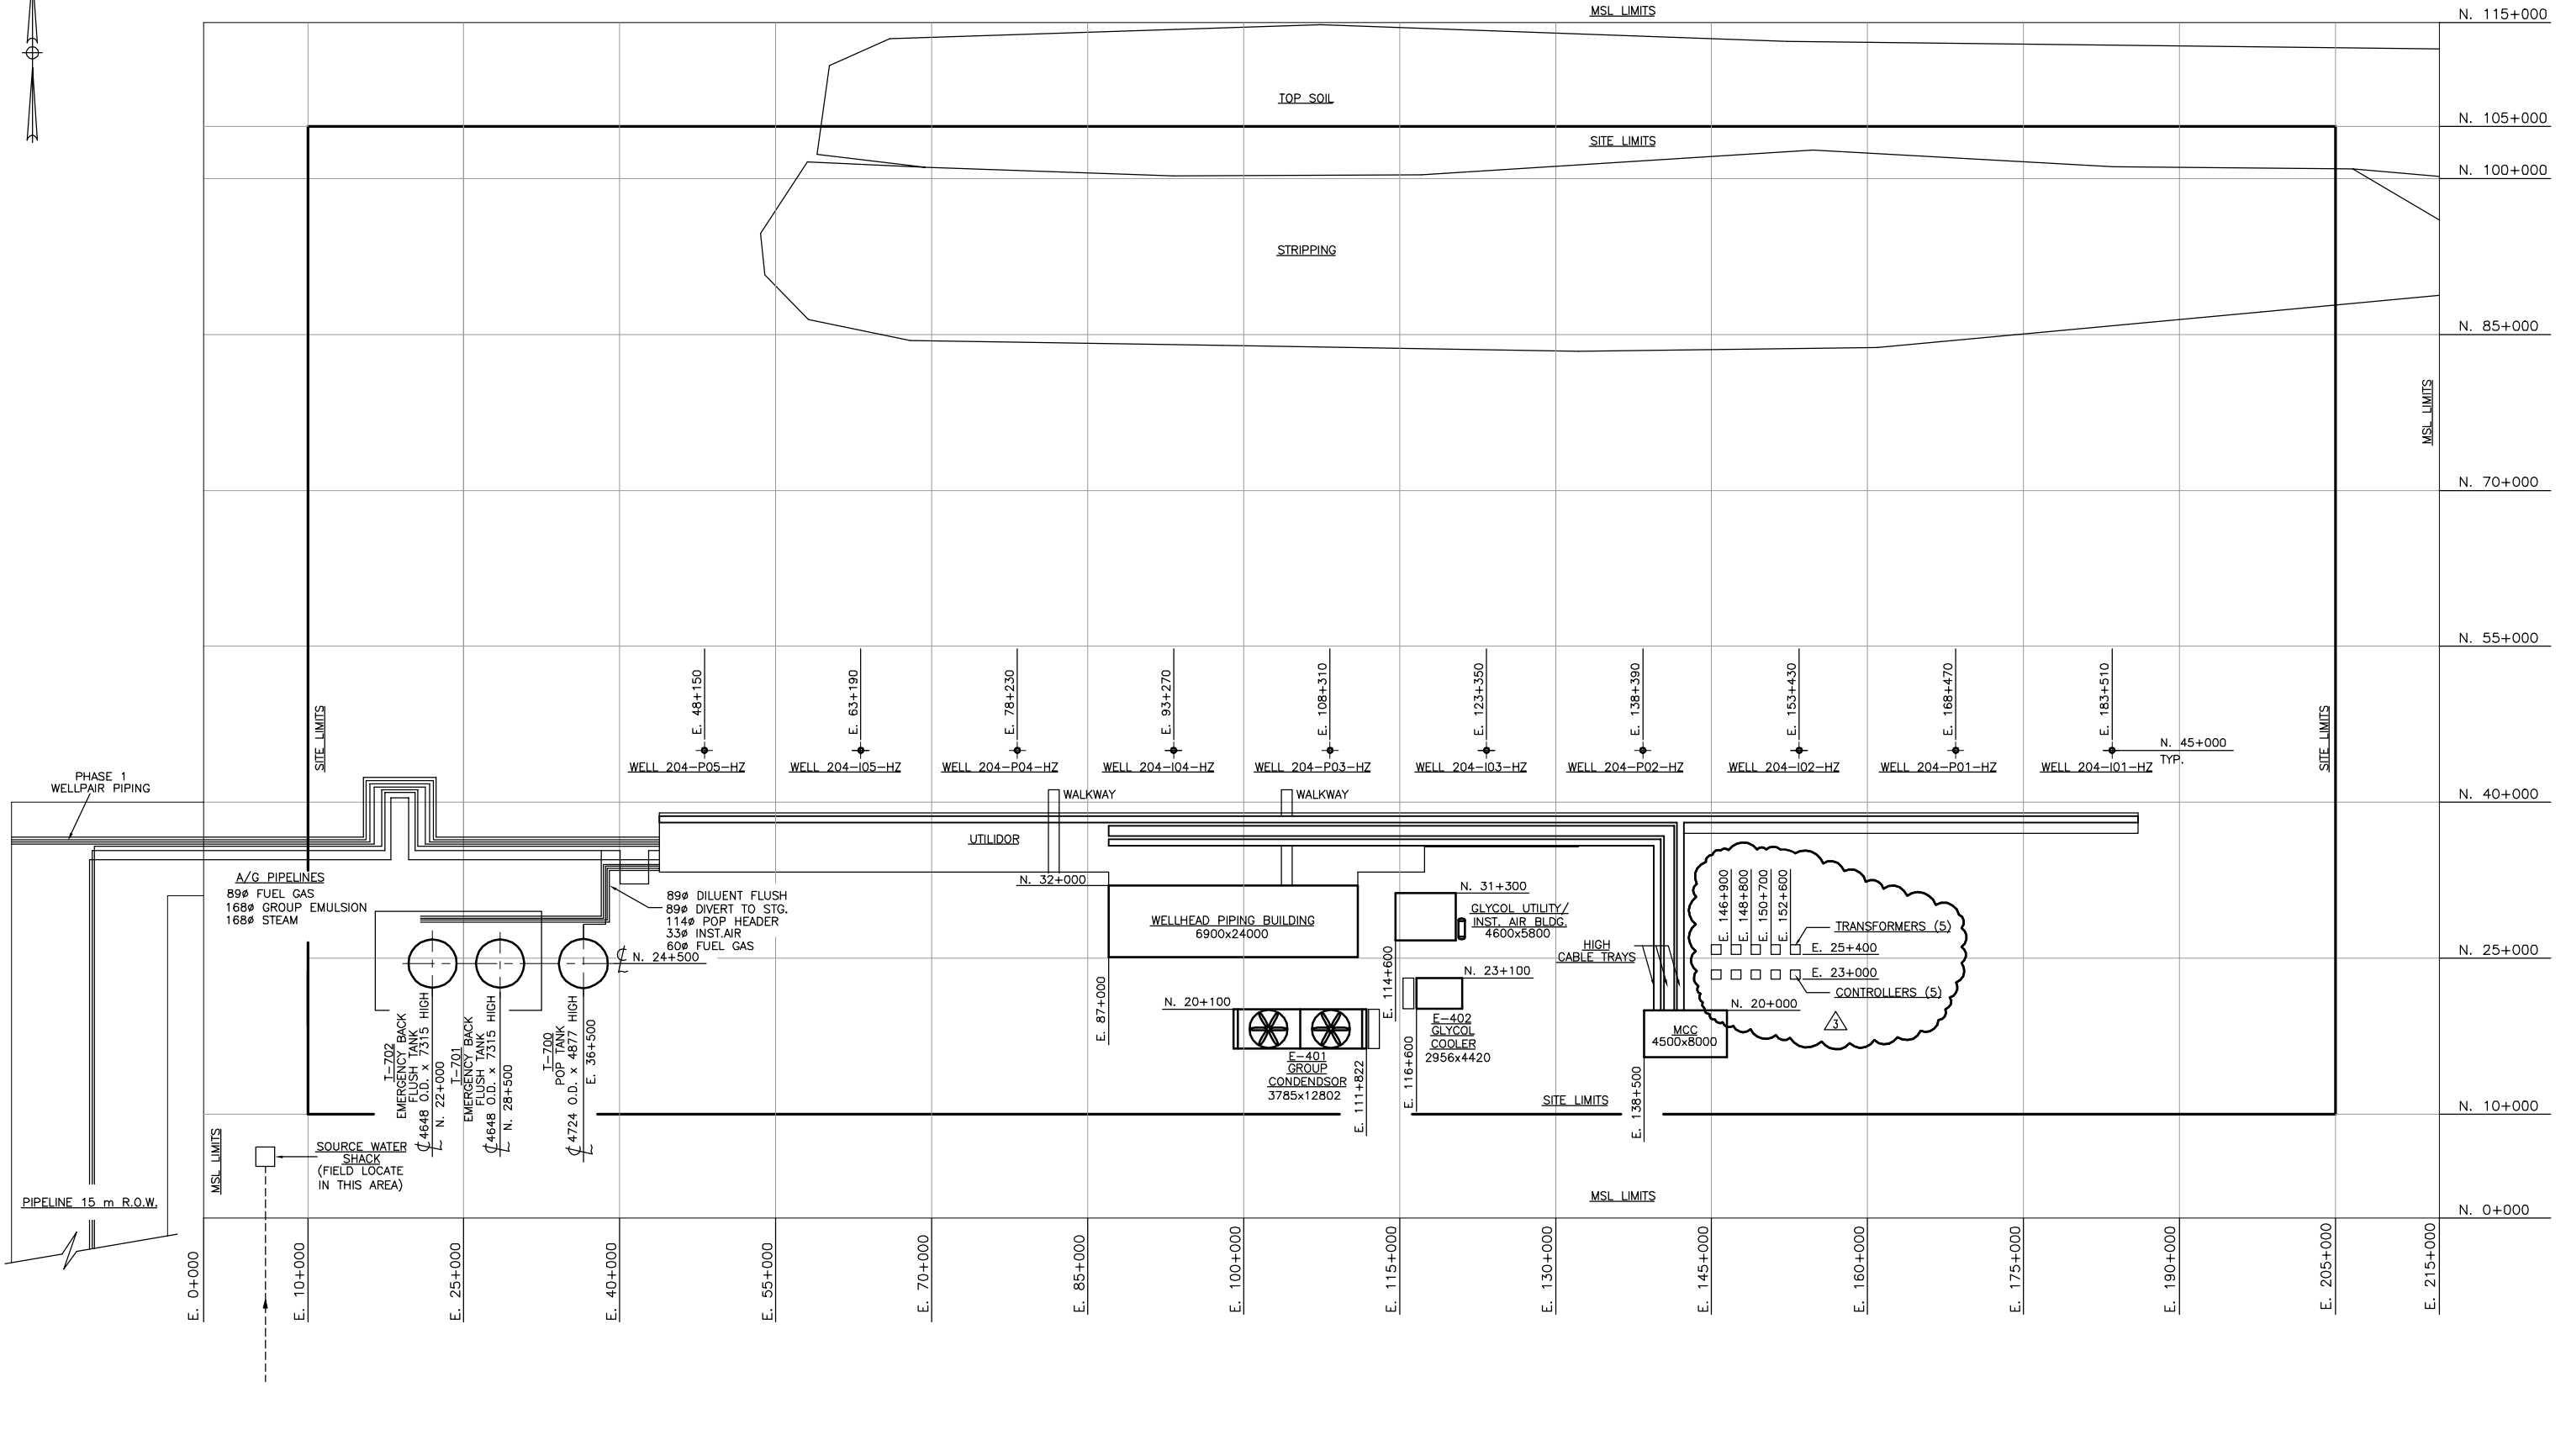 MSL LIMITS
N. 115+000
TOP SOIL
N. 105+000
SITE LIMITS
N. 100+000
STRIPPING
N. 85+000
MSL LIMITS
N. 70+000
N. 55+000
E. 48+150
E. 63+190
E. 78+230
E. 93+270
E. 108+310
E. 123+350
E. 138+390
E. 153+430
E. 168+470
E. 183+510
SITE LIMITS
SITE LIMITS
N. 45+000
TYP.
WELL 204-P05-HZ
WELL 204-I05-HZ
WELL 204-P04-HZ
WELL 204-I04-HZ
WELL 204-P03-HZ
WELL 204-I03-HZ
WELL 204-P02-HZ
WELL 204-I02-HZ
WELL 204-P01-HZ
WELL 204-I01-HZ
PHASE 1
WELLPAIR PIPING
WALKWAY
WALKWAY
N. 40+000
UTILIDOR
A/G PIPELINES
89ø FUEL GAS
168ø GROUP EMULSION
168ø STEAM
89ø DILUENT FLUSH
89ø DIVERT TO STG.
114ø POP HEADER
33ø INST.AIR
60ø FUEL GAS
℄ N. 24+500
N. 32+000
WELLHEAD PIPING BUILDING
6900x24000
N. 31+300
GLYCOL UTILITY/
INST. AIR BLDG.
4600x5800
HIGH
CABLE TRAYS
E. 146+900
E. 148+800
E. 150+700
E. 152+600
TRANSFORMERS (5)
E. 25+400
E. 23+000
CONTROLLERS (5)
N. 25+000
N. 20+000
3
MCC
4500x8000
E. 138+500
N. 23+100
E-402
GLYCOL
COOLER
2956x4420
E. 114+600
E. 116+600
N. 20+100
E-401
GROUP
CONDENDSOR
3785x12802
E. 111+822
E. 87+000
T-702
EMERGENCY BACK
FLUSH TANK
℄ 4648 O.D. x 7315 HIGH
N. 22+000
T-701
EMERGENCY BACK
FLUSH TANK
℄ 4648 O.D. x 7315 HIGH
N. 28+500
T-700
POP TANK
℄ 4724 O.D. x 4877 HIGH
E. 36+500
SITE LIMITS
N. 10+000
MSL LIMITS
SOURCE WATER
SHACK
(FIELD LOCATE
IN THIS AREA)
PIPELINE 15 m R.O.W.
MSL LIMITS
N. 0+000
E. 0+000
E. 10+000
E. 25+000
E. 40+000
E. 55+000
E. 70+000
E. 85+000
E. 100+000
E. 115+000
E. 130+000
E. 145+000
E. 160+000
E. 175+000
E. 190+000
E. 205+000
E. 215+000